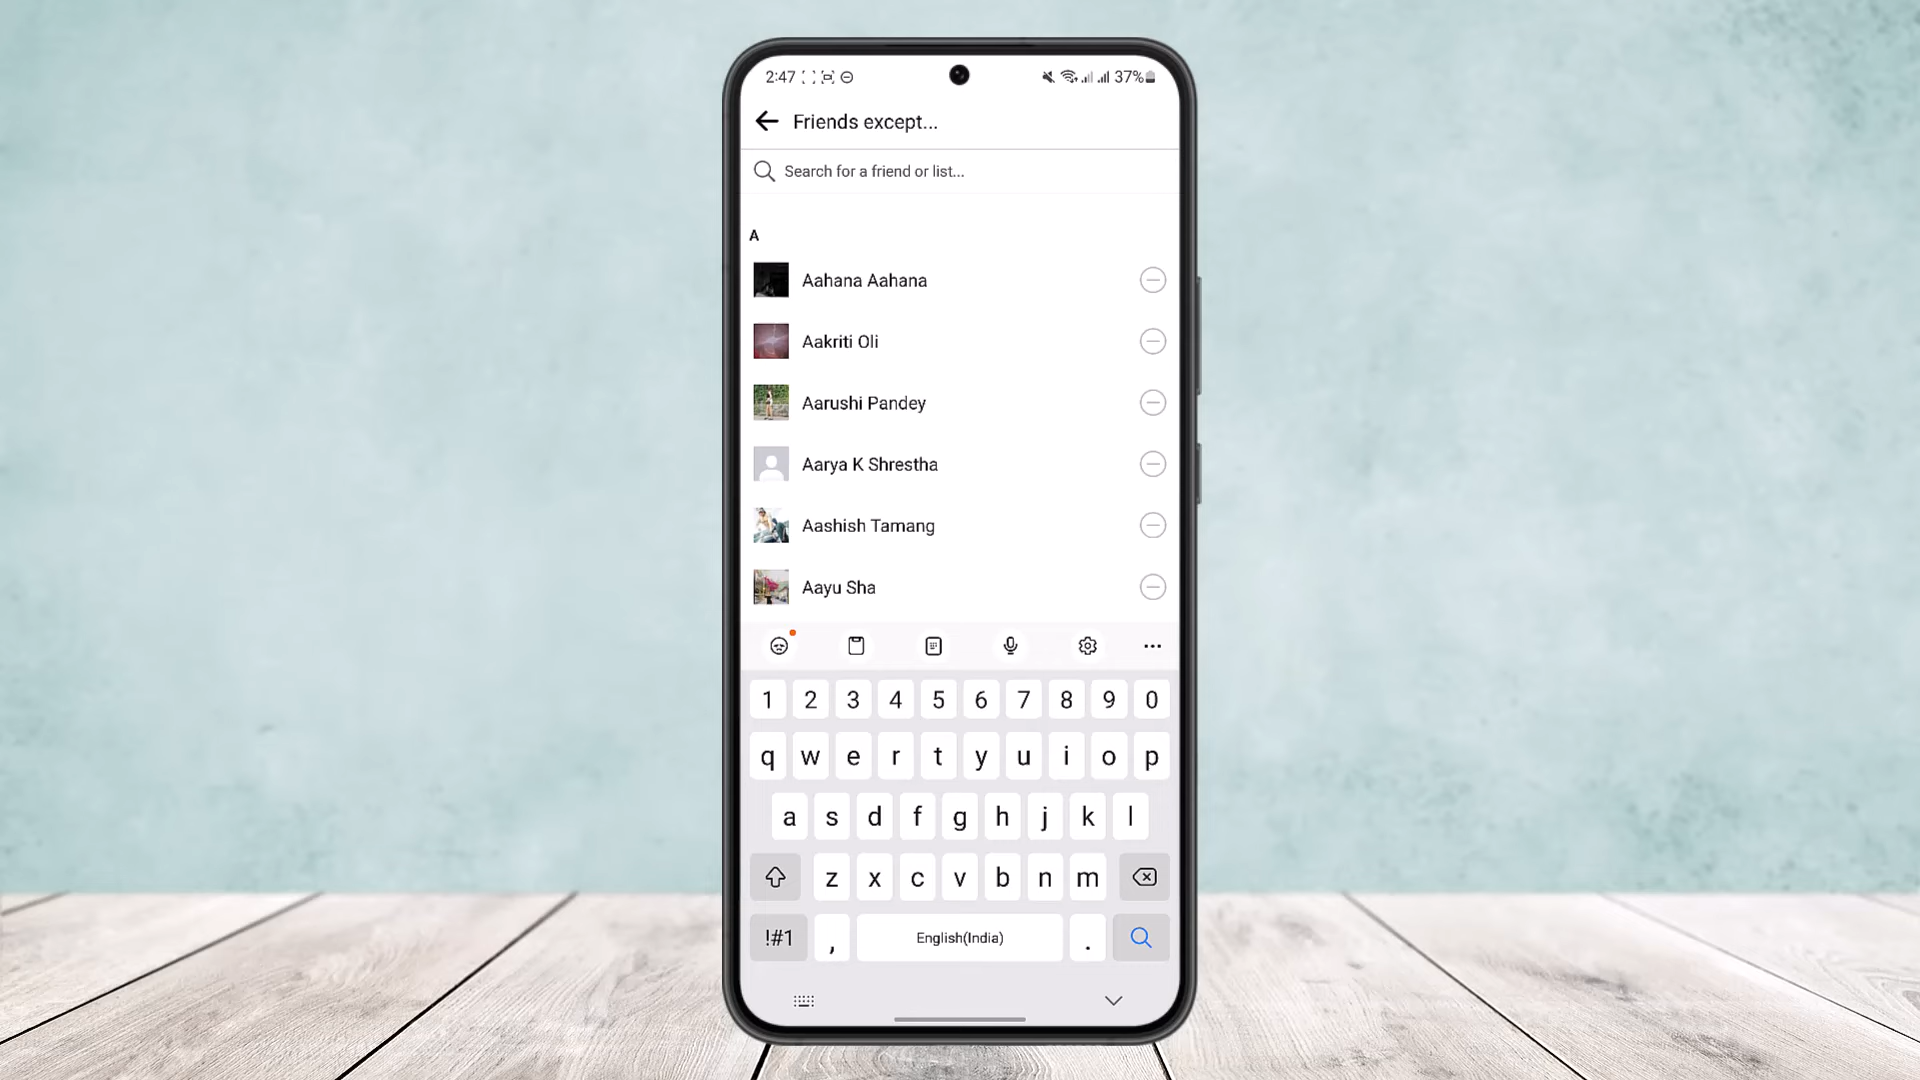 2:47 37%
Friends except...
Search for a friend or list...
A
Aahana Aahana
Aakriti Oli
Aarushi Pandey
Aarya K Shrestha
Aashish Tamang
Aayu Sha
1 2 3 4 5 6 7 8 9 0
q w e r t y u i o p
a s d f g h j k l
z x c v b n m
!#1 , English(India) .